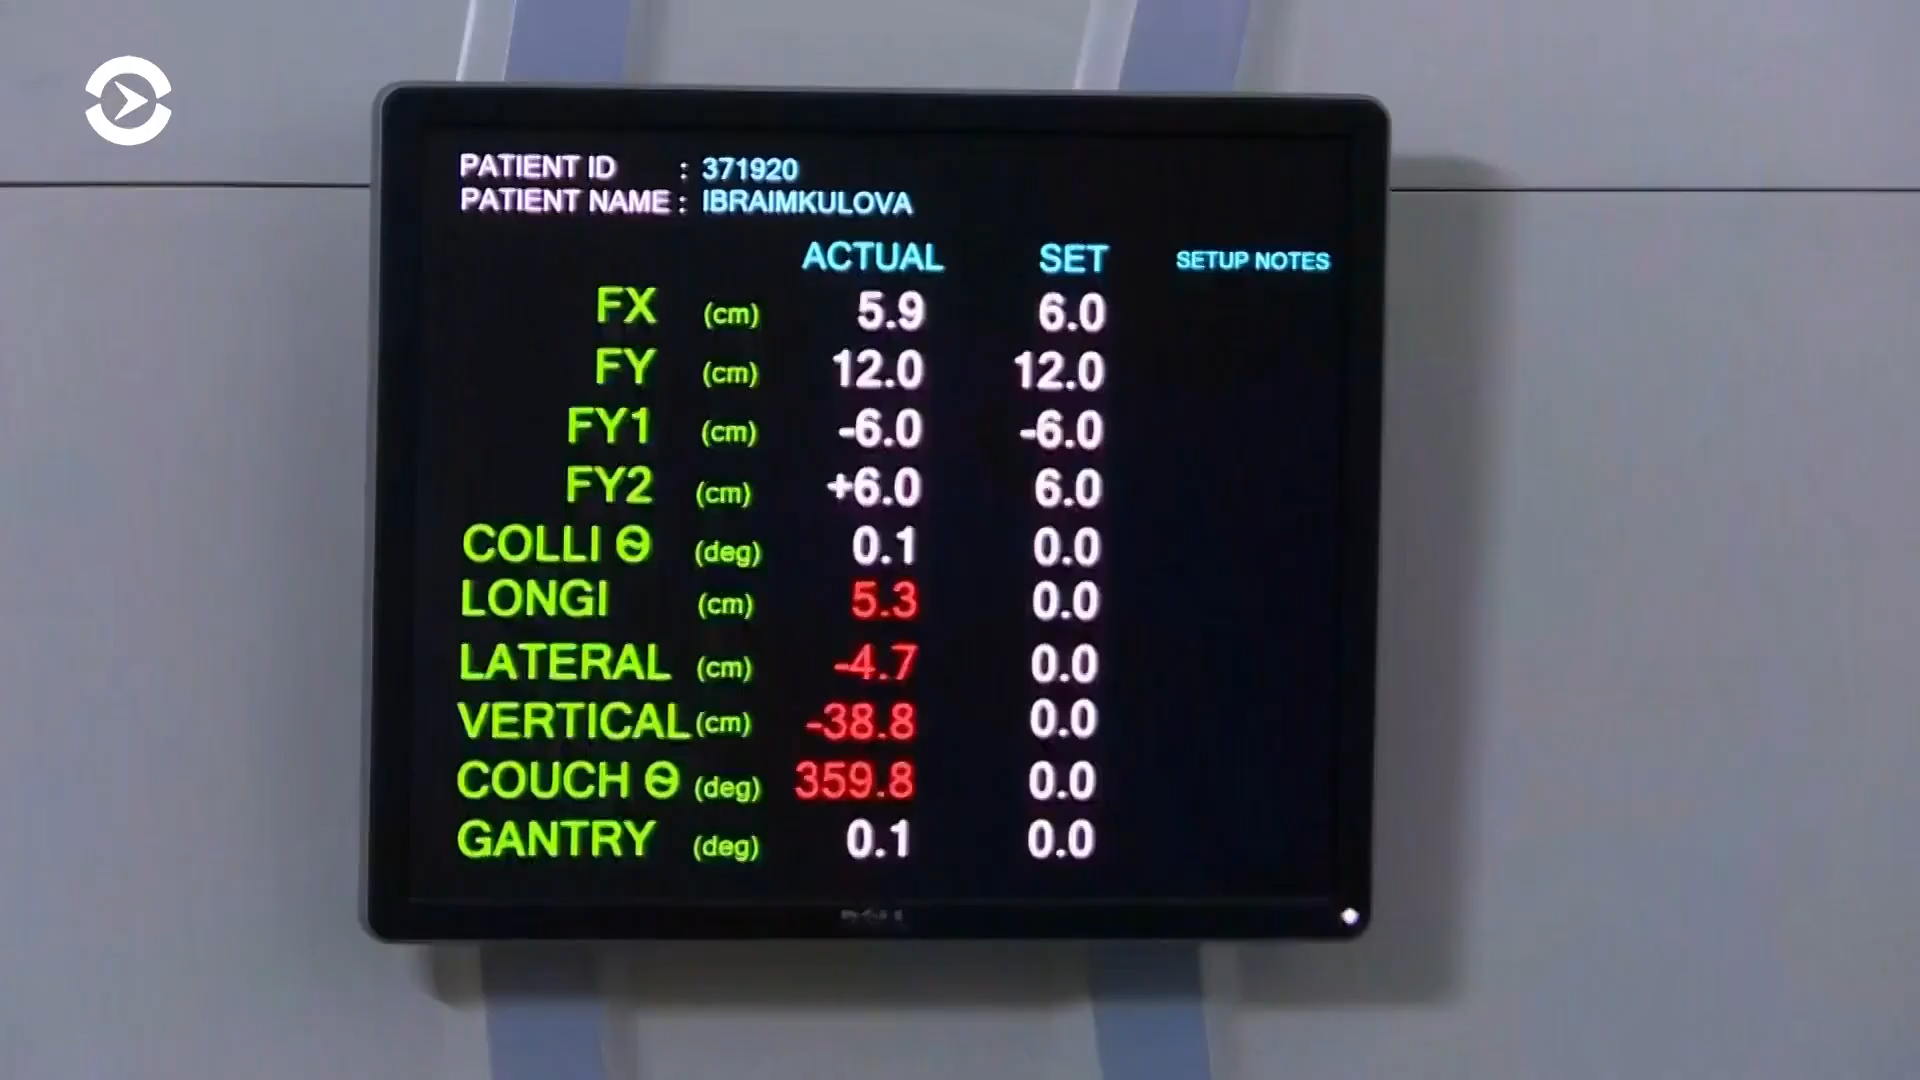 PATIENT ID : 371920
PATIENT NAME : IBRAIMKULOVA
ACTUAL SET SETUP NOTES
FX (cm) 5.9 6.0
FY (cm) 12.0 12.0
FY1 (cm) -6.0 -6.0
FY2 (cm) +6.0 6.0
COLLI Θ (deg) 0.1 0.0
LONGI (cm) 5.3 0.0
LATERAL (cm) -4.7 0.0
VERTICAL (cm) -38.8 0.0
COUCH Θ (deg) 359.8 0.0
GANTRY (deg) 0.1 0.0